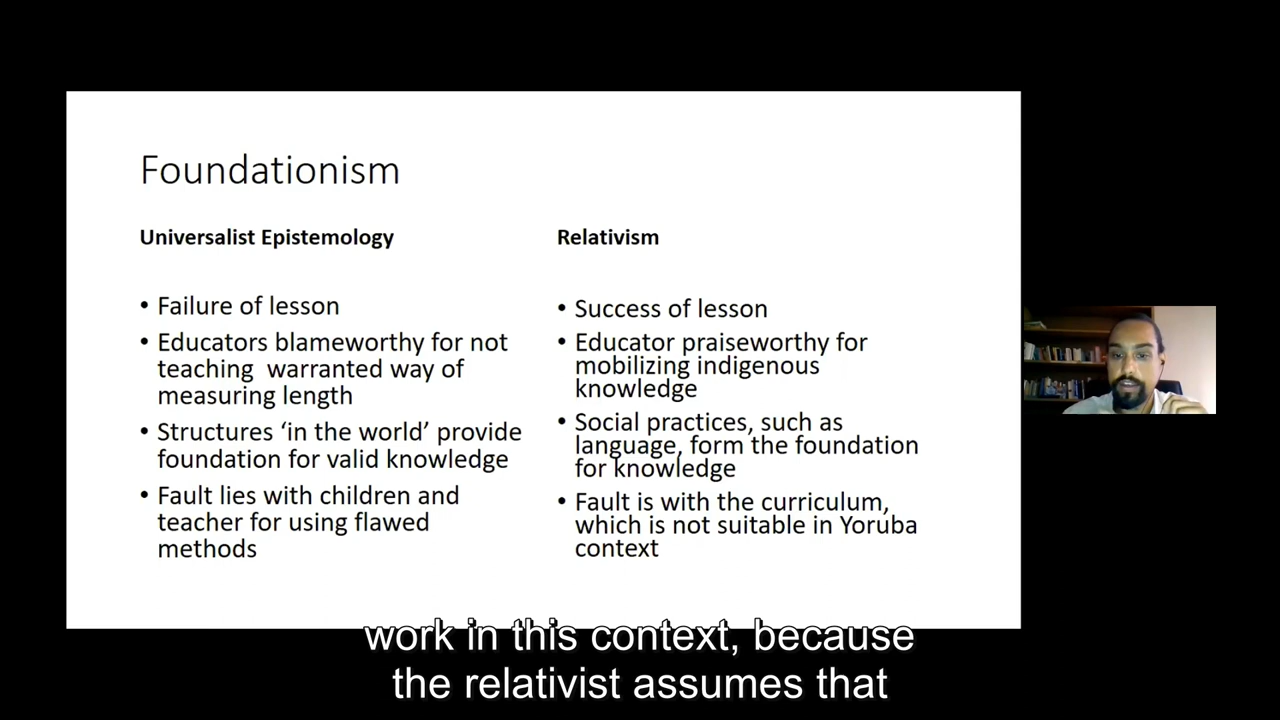 Foundationism
Universalist Epistemology
• Failure of lesson
• Educators blameworthy for not
teaching warranted way of
measuring length
• Structures ‘in the world’ provide
foundation for valid knowledge
• Fault lies with children and
teacher for using flawed
methods
Relativism
• Success of lesson
• Educator praiseworthy for
mobilizing indigenous
knowledge
• Social practices, such as
language, form the foundation
for knowledge
• Fault is with the curriculum,
which is not suitable in Yoruba
context
work in this context, because
the relativist assumes that